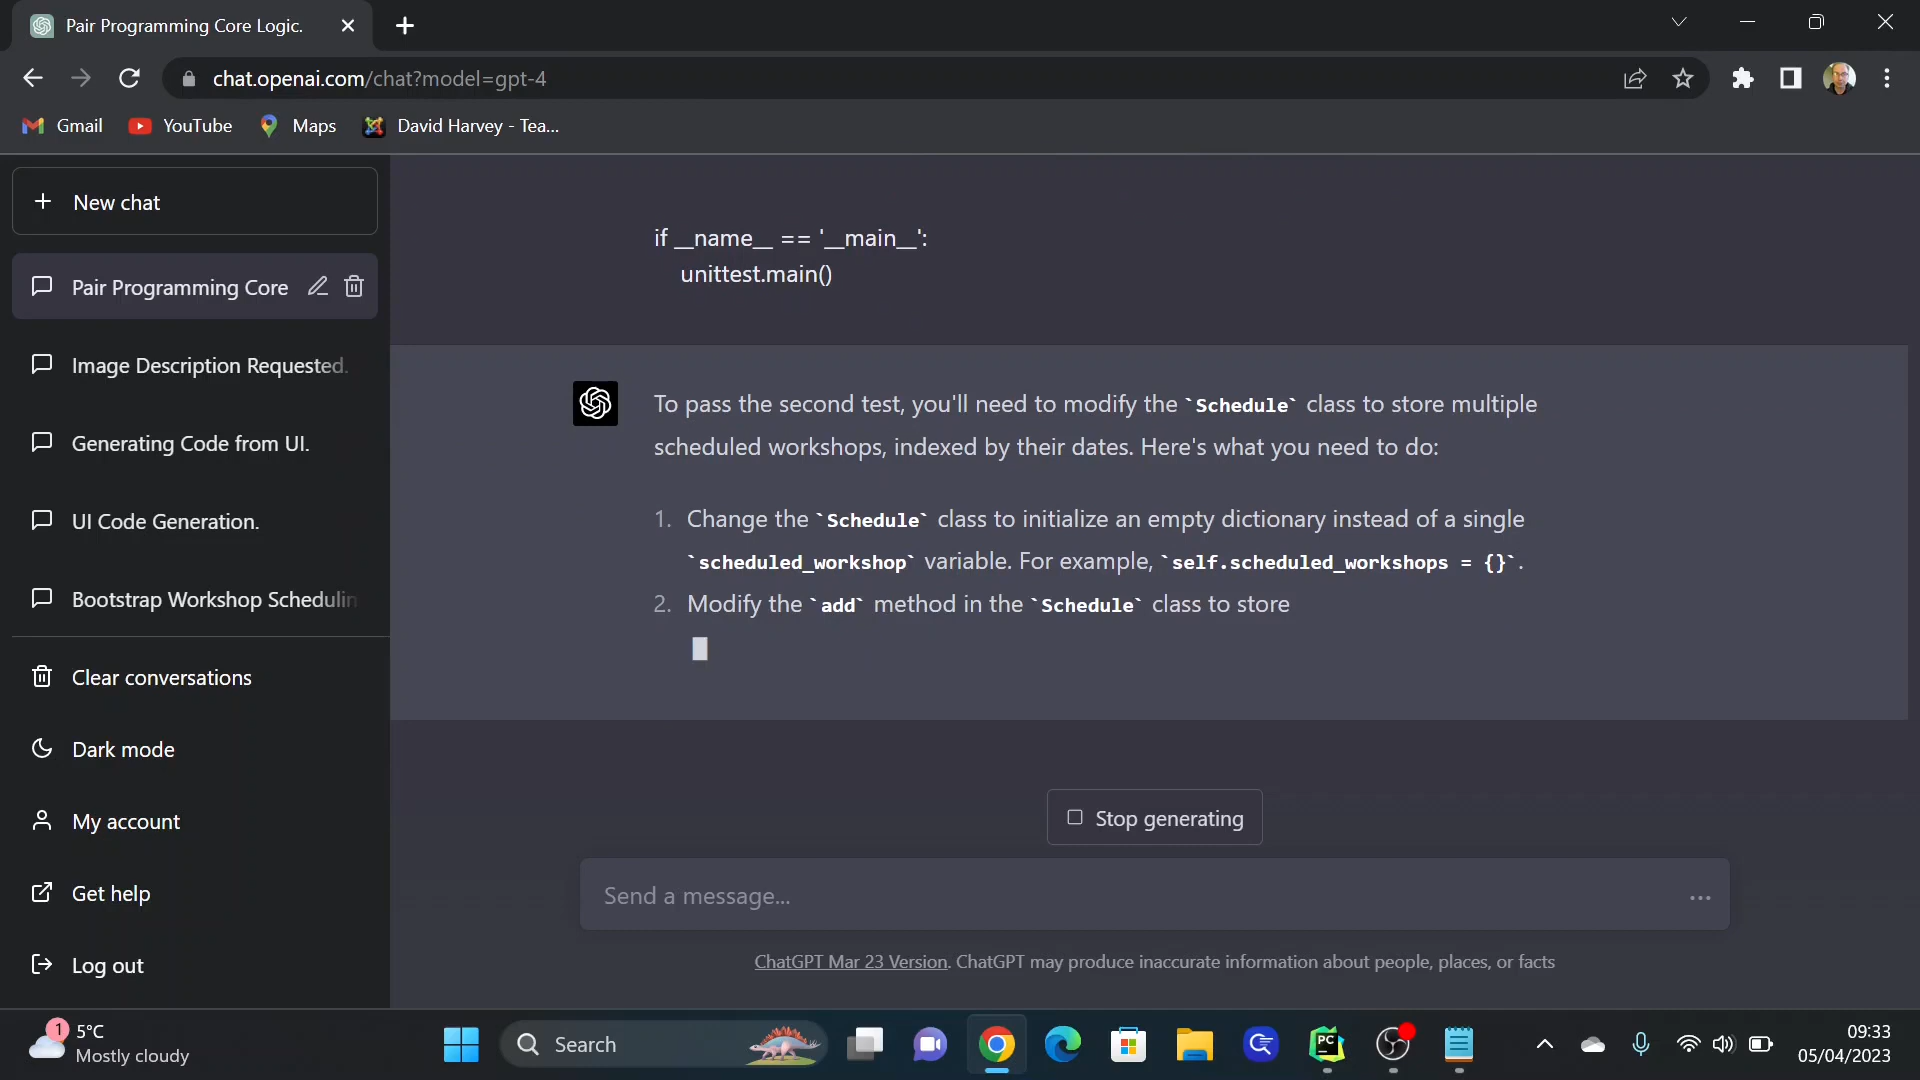 Pair Programming Core Logic.
chat.openai.com/chat?model=gpt-4
Gmail
YouTube
Maps
David Harvey - Tea...
New chat
Pair Programming Core
Image Description Requested.
Generating Code from UI.
UI Code Generation.
Bootstrap Workshop Schedulin
Clear conversations
Dark mode
My account
Get help
Log out
if __name__ == '__main__':
unittest.main()
To pass the second test, you'll need to modify the `Schedule` class to store multiple
scheduled workshops, indexed by their dates. Here's what you need to do:
1. Change the `Schedule` class to initialize an empty dictionary instead of a single
`scheduled_workshop` variable. For example, `self.scheduled_workshops = {}`.
2. Modify the `add` method in the `Schedule` class to store
Stop generating
Send a message...
ChatGPT Mar 23 Version. ChatGPT may produce inaccurate information about people, places, or facts
1
5°C
Mostly cloudy
Search
PC
09:33
05/04/2023